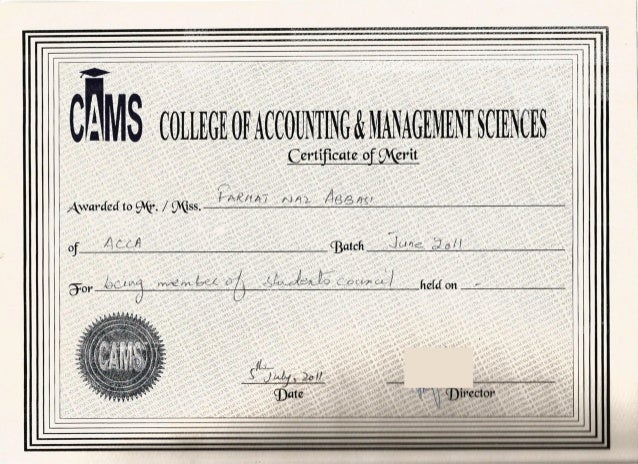 CAMS COLLEGE OF ACCOUNTING & MANAGEMENT SCIENCES
Certificate of Merit
Awarded to Mr. / Miss. FARHAT NAZ ABBASI
of ACCA Batch June 2011
For being member of students council held on -
CAMS
5th July, 2011
Date Director